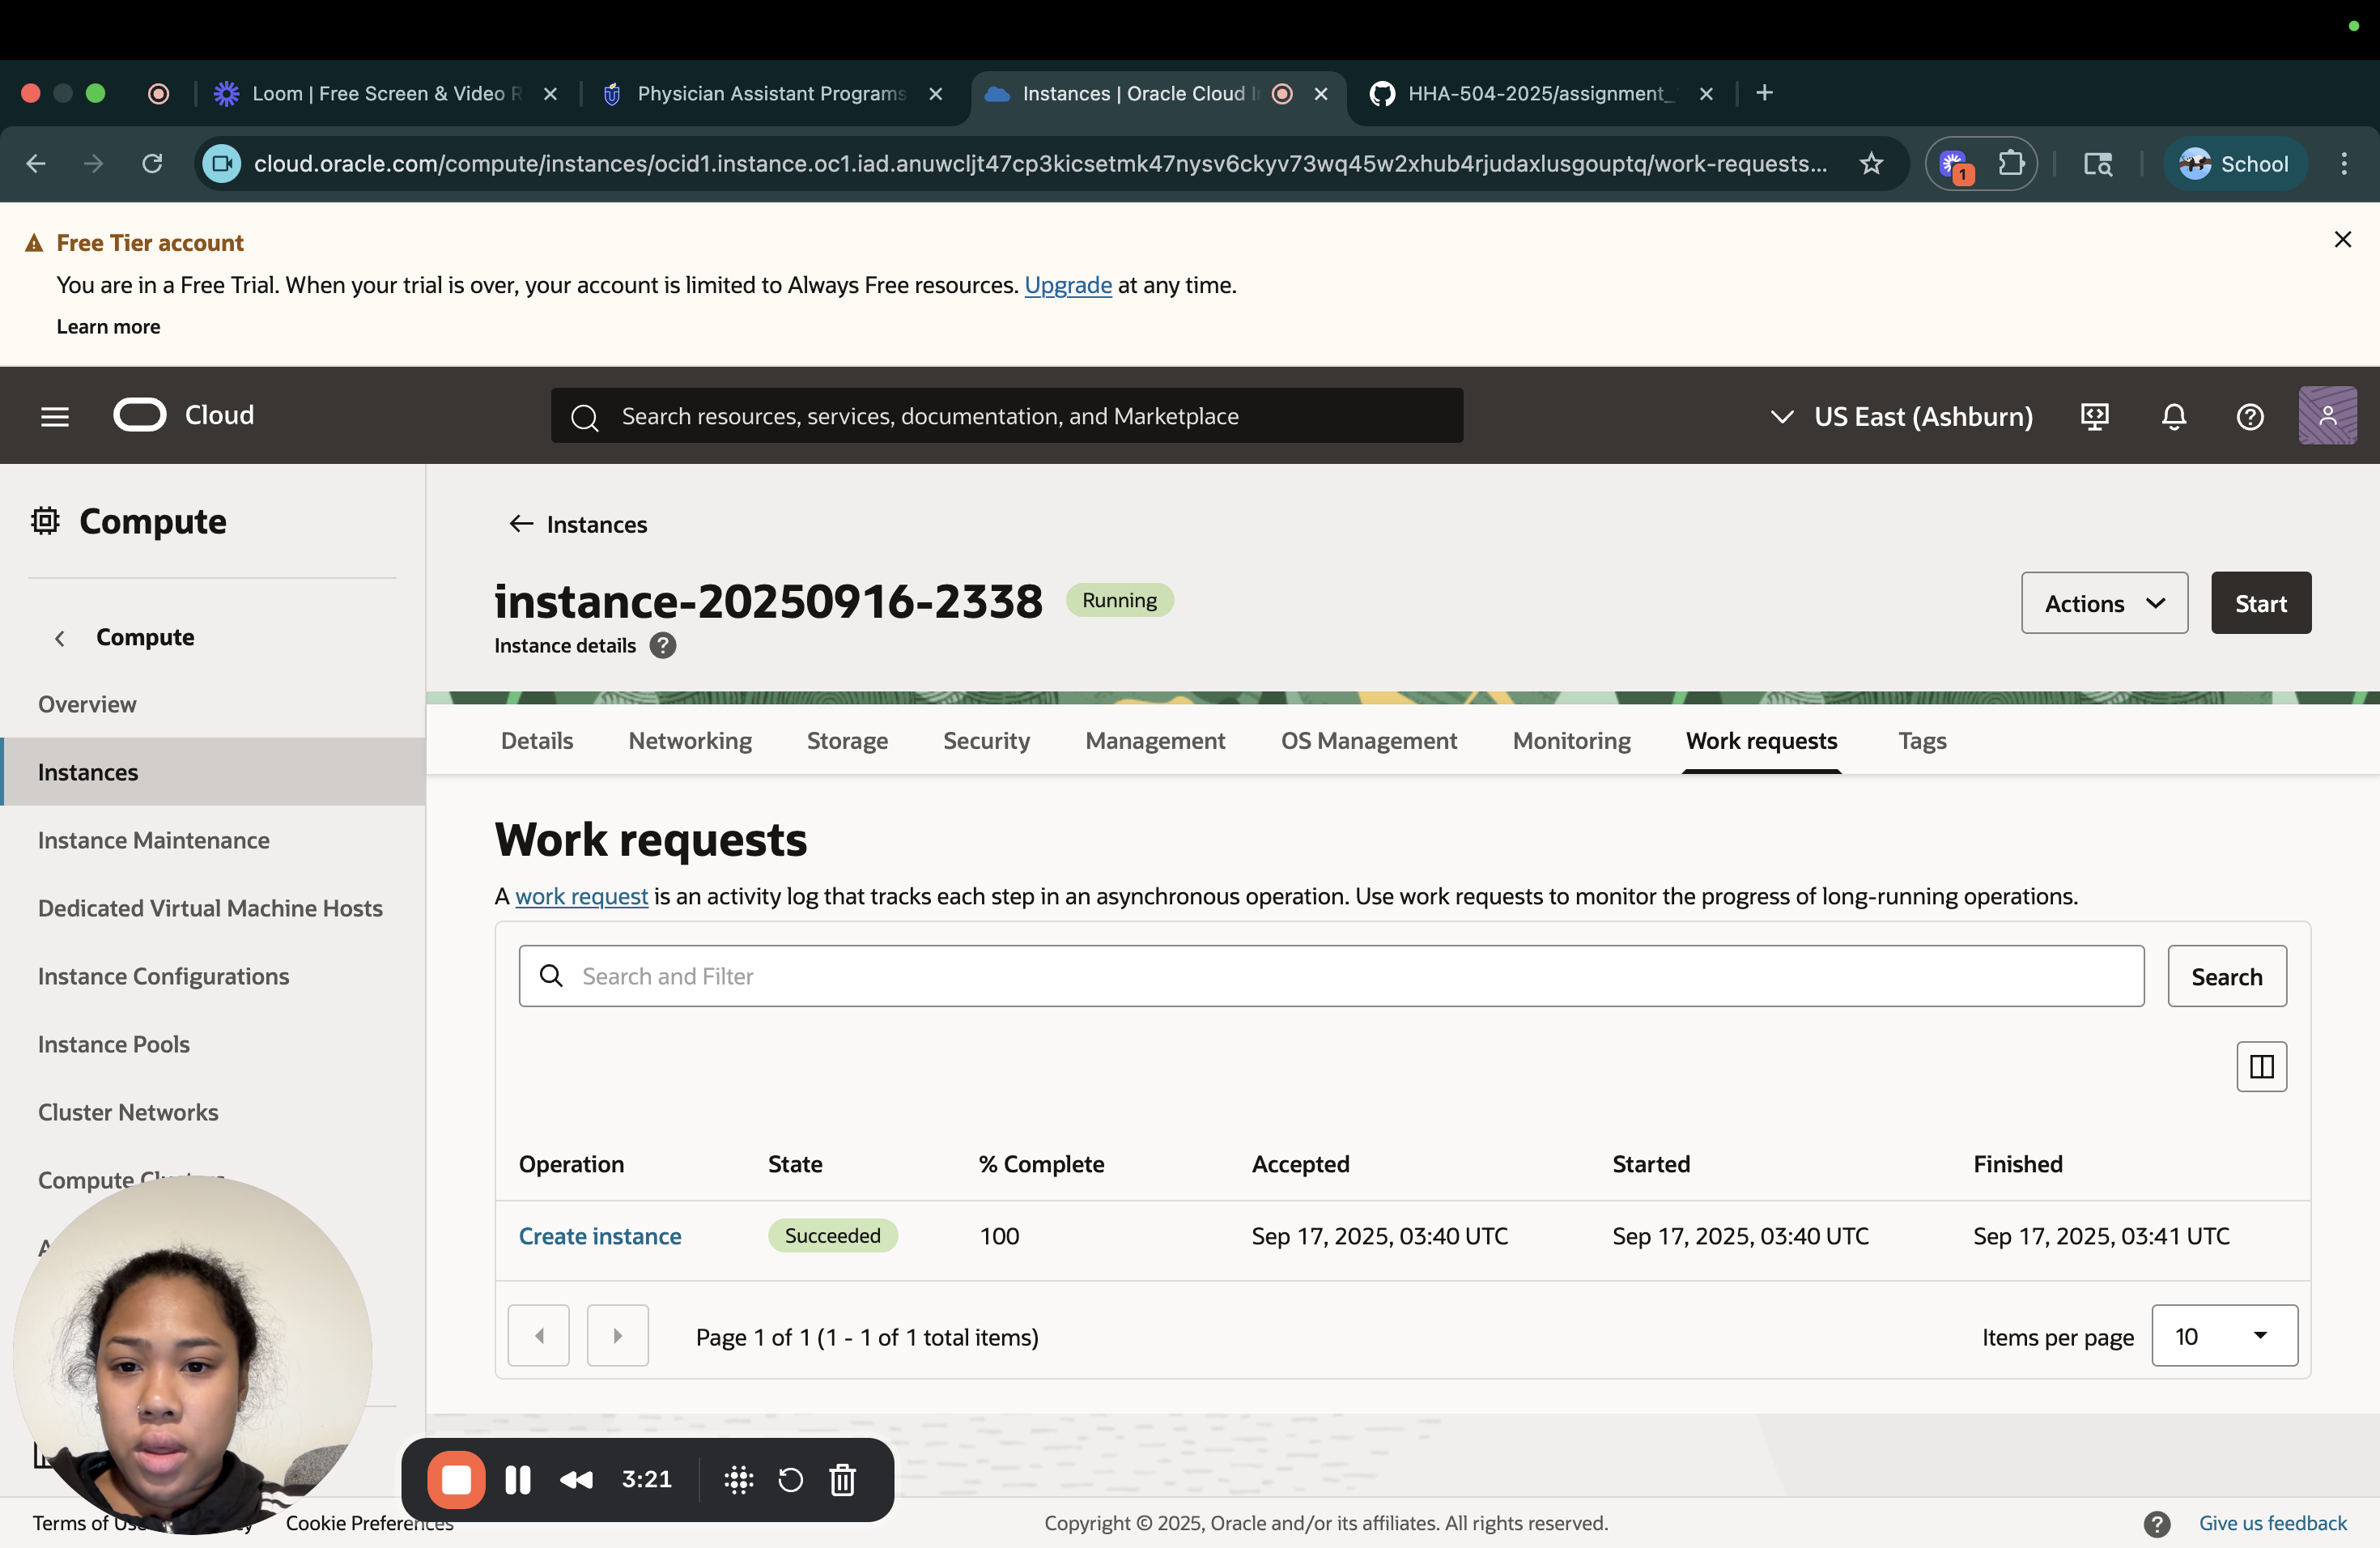 Loom | Free Screen & Video R
Physician Assistant Programs
Instances | Oracle Cloud I
HHA-504-2025/assignment_
cloud.oracle.com/compute/instances/ocid1.instance.oc1.iad.anuwcljt47cp3kicsetmk47nysv6ckyv73wq45w2xhub4rjudaxlusgouptq/work-requests...
1
School
Free Tier account
You are in a Free Trial. When your trial is over, your account is limited to Always Free resources. Upgrade at any time.
Learn more
Cloud
Search resources, services, documentation, and Marketplace
US East (Ashburn)
Compute
Compute
Overview
Instances
Instance Maintenance
Dedicated Virtual Machine Hosts
Instance Configurations
Instance Pools
Cluster Networks
Compute
Instances
instance-20250916-2338
Running
Actions
Start
Instance details ?
Details
Networking
Storage
Security
Management
OS Management
Monitoring
Work requests
Tags
Work requests
A work request is an activity log that tracks each step in an asynchronous operation. Use work requests to monitor the progress of long-running operations.
Search and Filter
Search
Operation State % Complete Accepted Started Finished
Create instance Succeeded 100 Sep 17, 2025, 03:40 UTC Sep 17, 2025, 03:40 UTC Sep 17, 2025, 03:41 UTC
Page 1 of 1 (1 - 1 of 1 total items)
Items per page 10
3:21
Terms of
Cookie Preferences
Copyright © 2025, Oracle and/or its affiliates. All rights reserved.
? Give us feedback